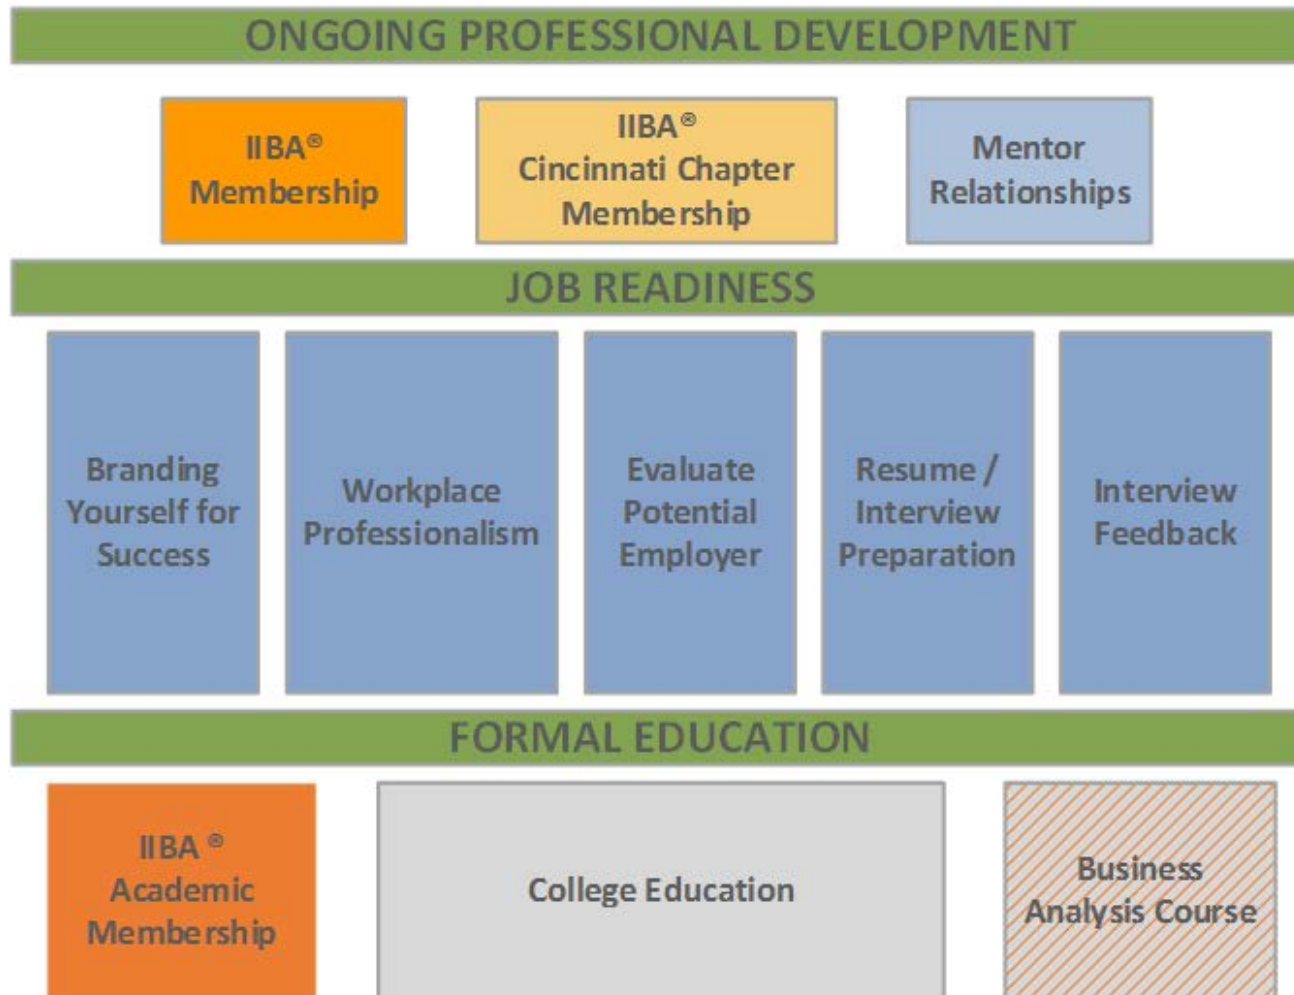 ONGOING PROFESSIONAL DEVELOPMENT
IIBA®
Membership
IIBA®
Cincinnati Chapter
Membership
Mentor
Relationships
JOB READINESS
Branding
Yourself for
Success
Workplace
Professionalism
Evaluate
Potential
Employer
Resume /
Interview
Preparation
Interview
Feedback
FORMAL EDUCATION
IIBA ®
Academic
Membership
College Education
Business
Analysis Course